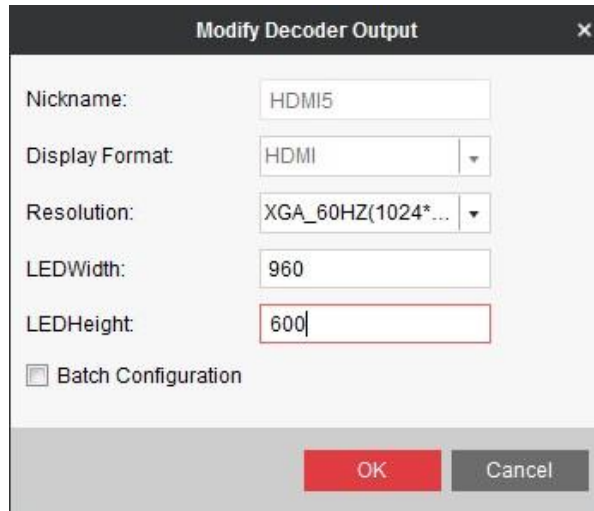 Modify Decoder Output ×
Nickname: HDMI5
Display Format: HDMI
Resolution: XGA_60HZ(1024*...
LEDWidth: 960
LEDHeight: 600
Batch Configuration
OK Cancel